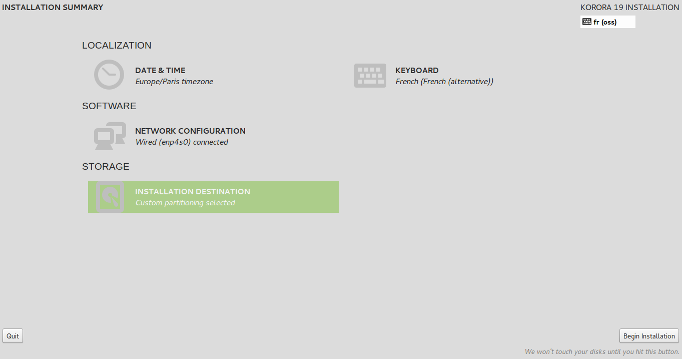 INSTALLATION SUMMARY
KORORA 19 INSTALLATION
fr (oss)
LOCALIZATION
DATE & TIME
Europe/Paris timezone
KEYBOARD
French (French (alternative))
SOFTWARE
NETWORK CONFIGURATION
Wired (enp4s0) connected
STORAGE
INSTALLATION DESTINATION
Custom partitioning selected
Quit
Begin Installation
We won't touch your disks until you hit this button.